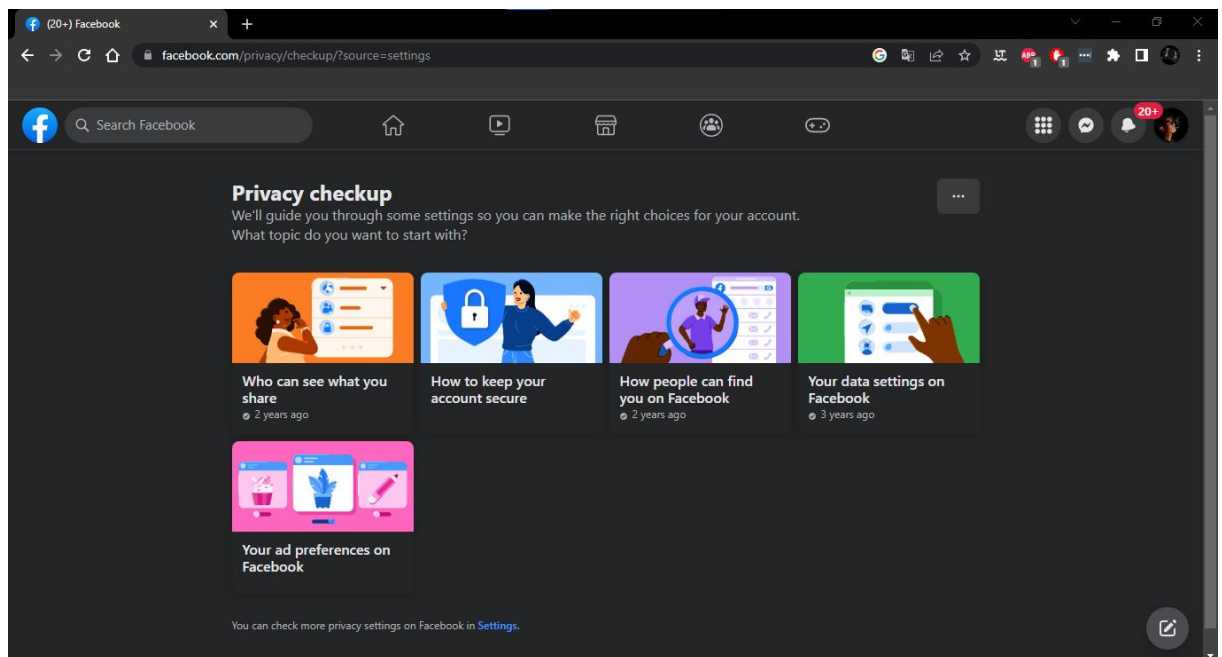 (20+) Facebook
facebook.com/privacy/checkup/?source=settings
ABP
1
1
Search Facebook
20+
Privacy checkup
We'll guide you through some settings so you can make the right choices for your account.
What topic do you want to start with?
Who can see what you
share
2 years ago
How to keep your
account secure
How people can find
you on Facebook
2 years ago
Your data settings on
Facebook
3 years ago
Your ad preferences on
Facebook
You can check more privacy settings on Facebook in Settings.